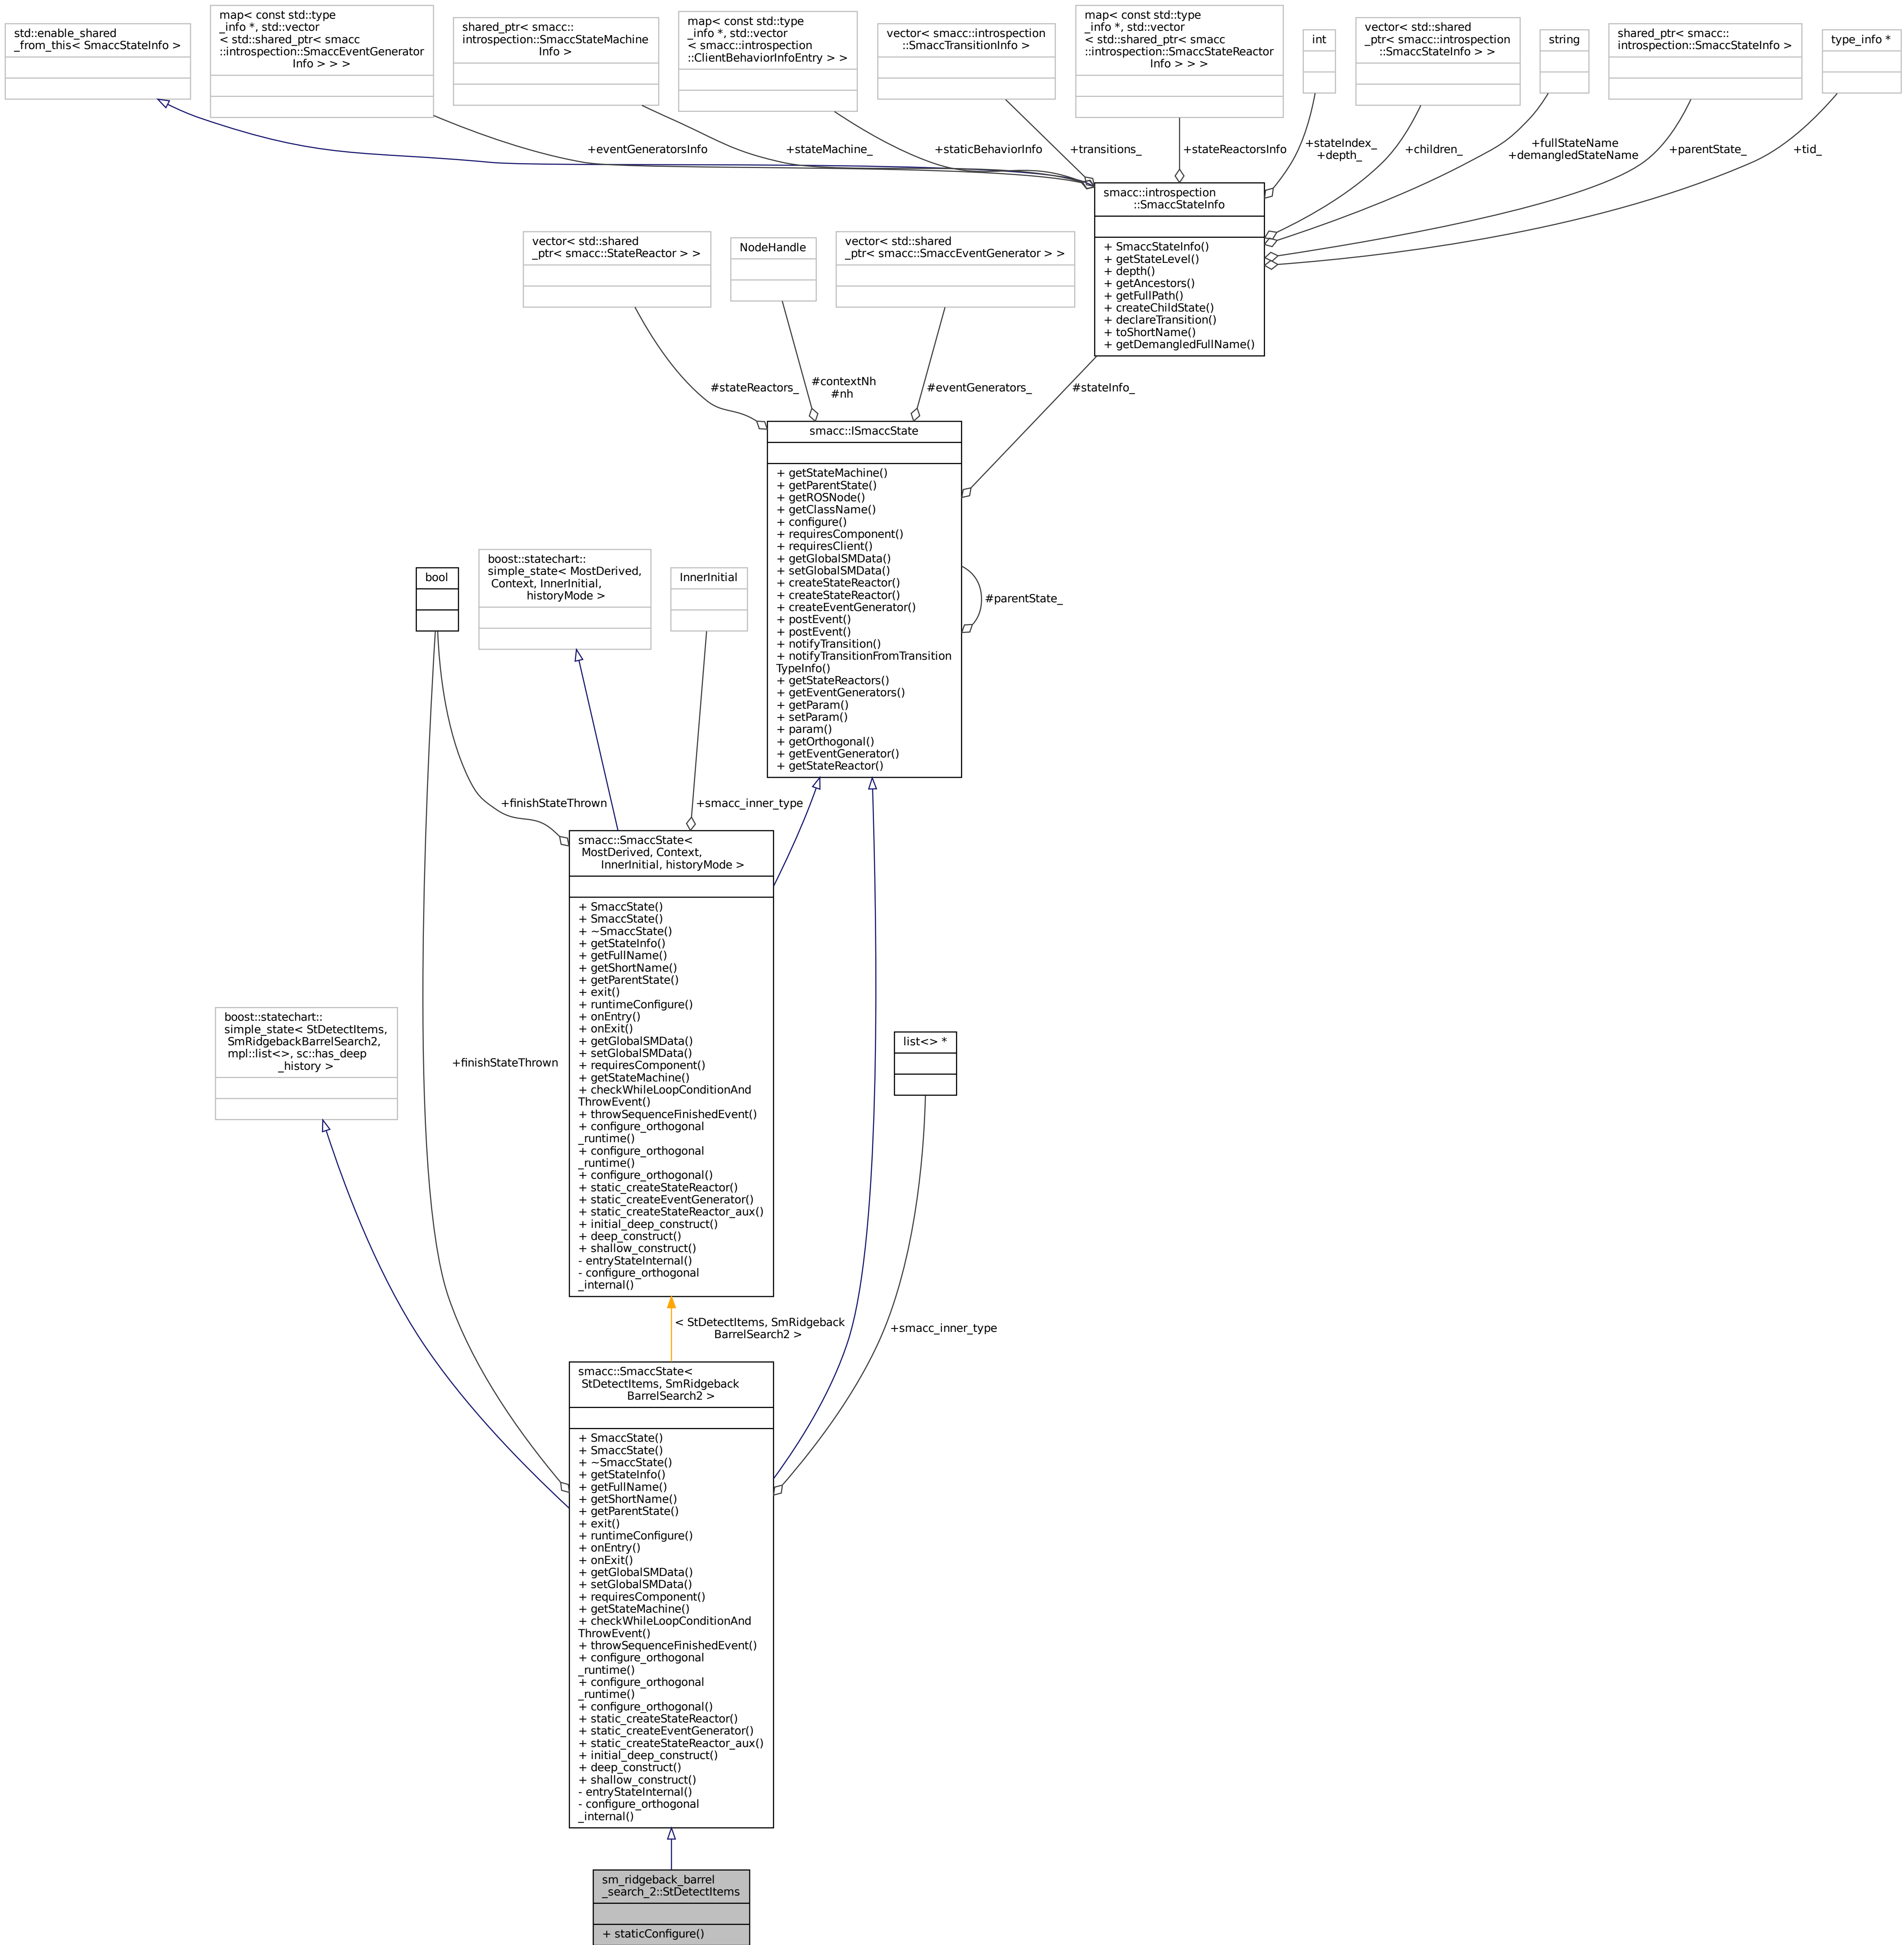 std::enable_shared
_from_this< SmaccStateInfo >
map< const std::type
_info *, std::vector
< std::shared_ptr< smacc
::introspection::SmaccEventGenerator
Info > > >
shared_ptr< smacc::
introspection::SmaccStateMachine
Info >
map< const std::type
_info *, std::vector
< smacc::introspection
::ClientBehaviorInfoEntry > >
vector< smacc::introspection
::SmaccTransitionInfo >
map< const std::type
_info *, std::vector
< std::shared_ptr< smacc
::introspection::SmaccStateReactor
Info > > >
int
vector< std::shared
_ptr< smacc::introspection
::SmaccStateInfo > >
string
shared_ptr< smacc::
introspection::SmaccStateInfo >
type_info *
+eventGeneratorsInfo
+stateMachine_
+staticBehaviorInfo
+transitions_
+stateReactorsInfo
+stateIndex_
+depth_
+children_
+fullStateName
+demangledStateName
+parentState_
+tid_
smacc::introspection
::SmaccStateInfo
+ SmaccStateInfo()
+ getStateLevel()
+ depth()
+ getAncestors()
+ getFullPath()
+ createChildState()
+ declareTransition()
+ toShortName()
+ getDemangledFullName()
vector< std::shared
_ptr< smacc::StateReactor > >
NodeHandle
vector< std::shared
_ptr< smacc::SmaccEventGenerator > >
#stateReactors_
#contextNh
#nh
#eventGenerators_
#stateInfo_
smacc::ISmaccState
+ getStateMachine()
+ getParentState()
+ getROSNode()
+ getClassName()
+ configure()
+ requiresComponent()
+ requiresClient()
+ getGlobalSMData()
+ setGlobalSMData()
+ createStateReactor()
+ createStateReactor()
+ createEventGenerator()
+ postEvent()
+ postEvent()
+ notifyTransition()
+ notifyTransitionFromTransition
TypeInfo()
+ getStateReactors()
+ getEventGenerators()
+ getParam()
+ setParam()
+ param()
+ getOrthogonal()
+ getEventGenerator()
+ getStateReactor()
#parentState_
bool
boost::statechart::
simple_state< MostDerived,
Context, InnerInitial,
historyMode >
InnerInitial
+finishStateThrown
+smacc_inner_type
smacc::SmaccState<
MostDerived, Context,
InnerInitial, historyMode >
+ SmaccState()
+ SmaccState()
+ ~SmaccState()
+ getStateInfo()
+ getFullName()
+ getShortName()
+ getParentState()
+ exit()
+ runtimeConfigure()
+ onEntry()
+ onExit()
+ getGlobalSMData()
+ setGlobalSMData()
+ requiresComponent()
+ getStateMachine()
+ checkWhileLoopConditionAnd
ThrowEvent()
+ throwSequenceFinishedEvent()
+ configure_orthogonal
_runtime()
+ configure_orthogonal
_runtime()
+ configure_orthogonal()
+ static_createStateReactor()
+ static_createEventGenerator()
+ static_createStateReactor_aux()
+ initial_deep_construct()
+ deep_construct()
+ shallow_construct()
- entryStateInternal()
- configure_orthogonal
_internal()
boost::statechart::
simple_state< StDetectItems,
SmRidgebackBarrelSearch2,
mpl::list<>, sc::has_deep
_history >
+finishStateThrown
list<> *
< StDetectItems, SmRidgeback
BarrelSearch2 >
+smacc_inner_type
smacc::SmaccState<
StDetectItems, SmRidgeback
BarrelSearch2 >
+ SmaccState()
+ SmaccState()
+ ~SmaccState()
+ getStateInfo()
+ getFullName()
+ getShortName()
+ getParentState()
+ exit()
+ runtimeConfigure()
+ onEntry()
+ onExit()
+ getGlobalSMData()
+ setGlobalSMData()
+ requiresComponent()
+ getStateMachine()
+ checkWhileLoopConditionAnd
ThrowEvent()
+ throwSequenceFinishedEvent()
+ configure_orthogonal
_runtime()
+ configure_orthogonal
_runtime()
+ configure_orthogonal()
+ static_createStateReactor()
+ static_createEventGenerator()
+ static_createStateReactor_aux()
+ initial_deep_construct()
+ deep_construct()
+ shallow_construct()
- entryStateInternal()
- configure_orthogonal
_internal()
sm_ridgeback_barrel
_search_2::StDetectItems
+ staticConfigure()